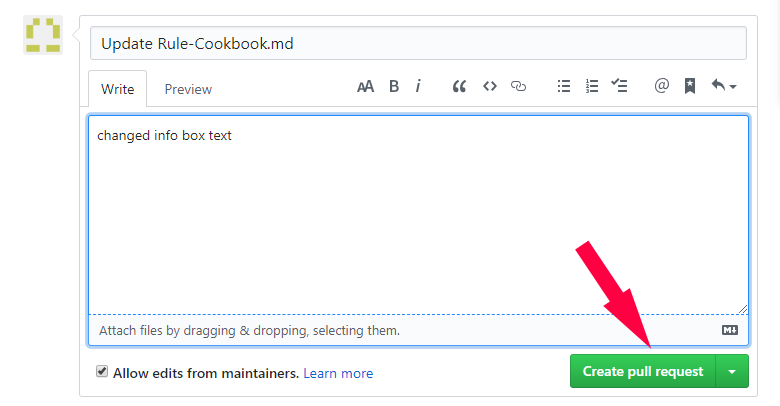 Update Rule-Cookbook.md
Write Preview AA B i @
changed info box text
Attach files by dragging & dropping, selecting them.
Allow edits from maintainers. Learn more Create pull request